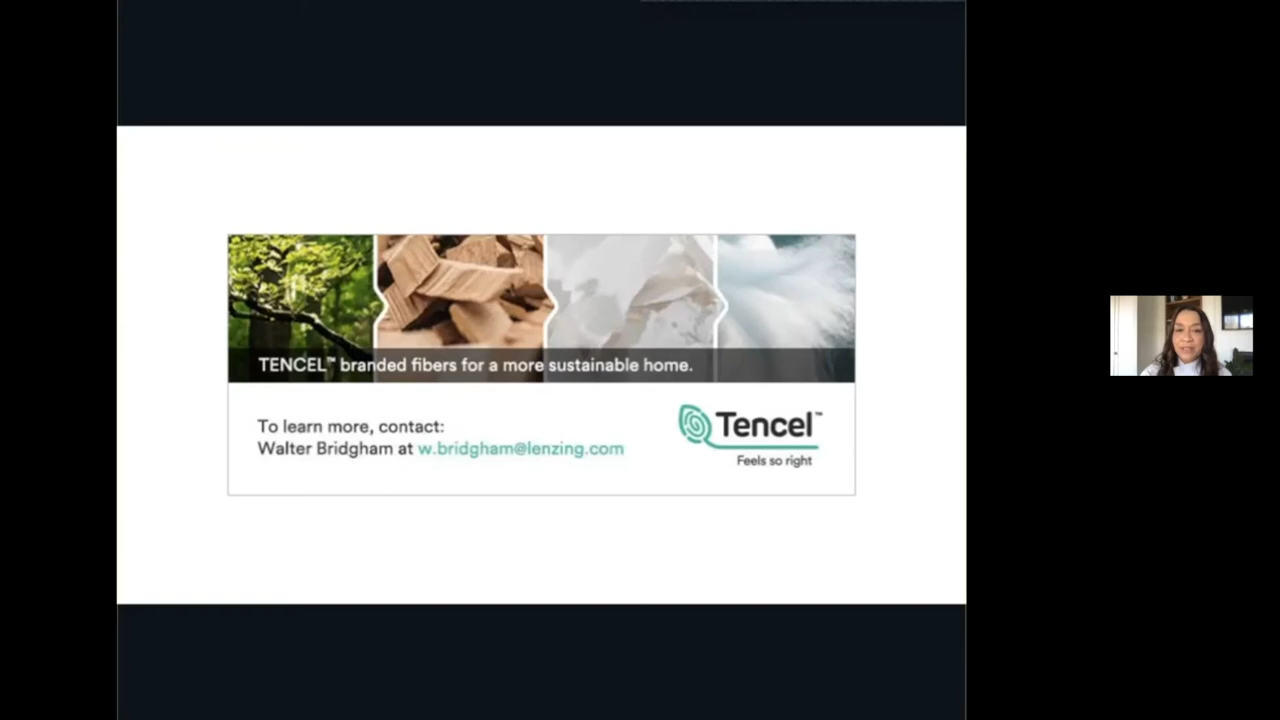 TENCEL™ branded fibers for a more sustainable home.
To learn more, contact:
Walter Bridgham at w.bridgham@lenzing.com
Tencel™
Feels so right